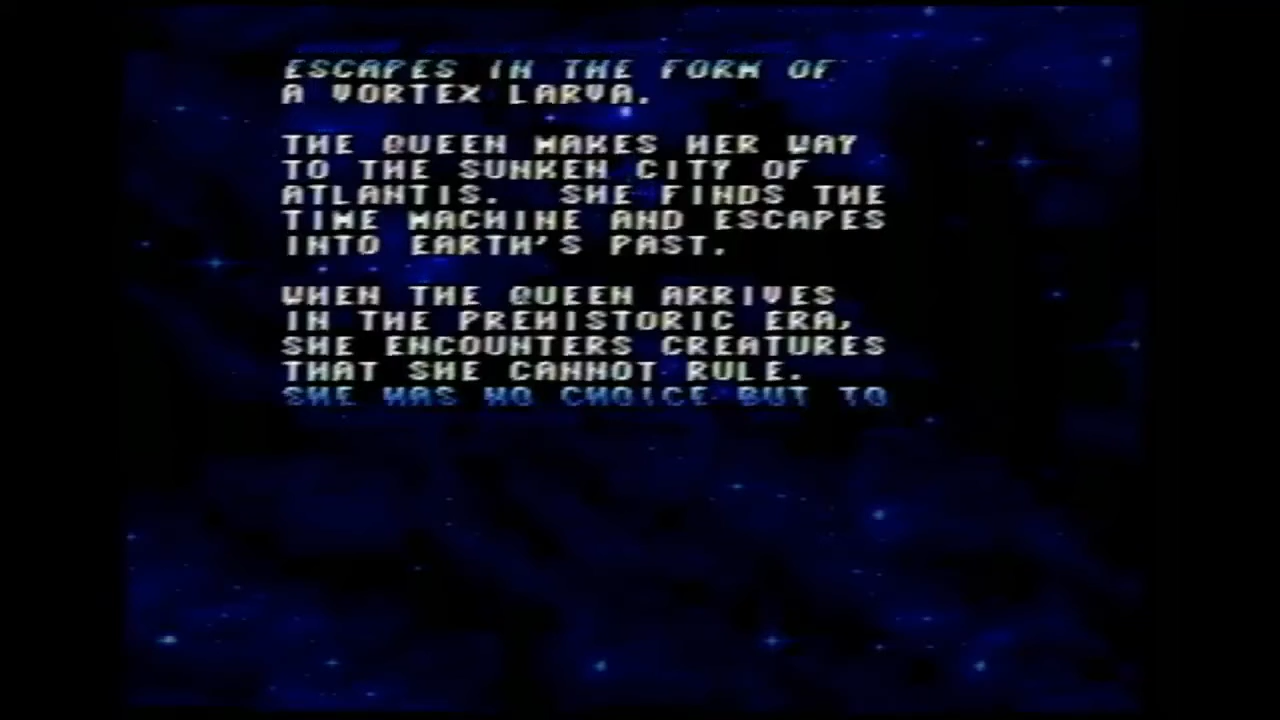 ESCAPES IN THE FORM OF
A VORTEX LARVA.
THE QUEEN MAKES HER WAY
TO THE SUNKEN CITY OF
ATLANTIS. SHE FINDS THE
TIME MACHINE AND ESCAPES
INTO EARTH'S PAST.
WHEN THE QUEEN ARRIVES
IN THE PREHISTORIC ERA,
SHE ENCOUNTERS CREATURES
THAT SHE CANNOT RULE.
SHE HAS NO CHOICE BUT TO